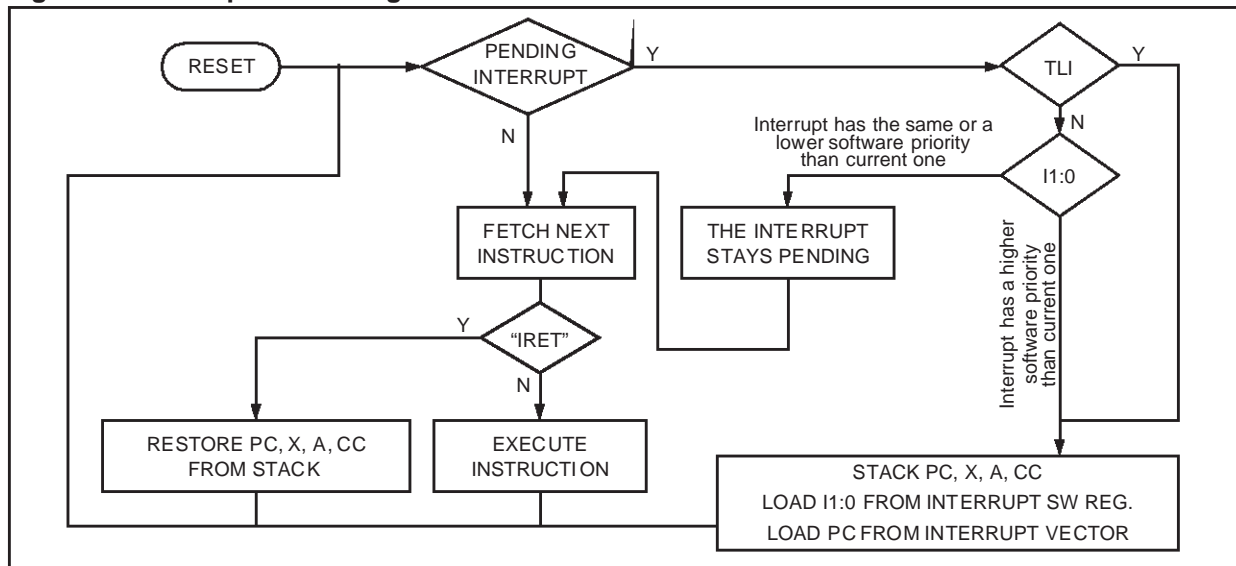 RESET
PENDING
INTERRUPT
Y
TLI
Y
N
N
Interrupt has the same or a
lower software priority
than current one
I1:0
FETCH NEXT
INSTRUCTION
THE INTERRUPT
STAYS PENDING
Interrupt has a higher
software priority
than current one
Y
“IRET”
N
RESTORE PC, X, A, CC
FROM STACK
EXECUTE
INSTRUCTION
STACK PC, X, A, CC
LOAD I1:0 FROM INTERRUPT SW REG.
LOAD PC FROM INTERRUPT VECTOR